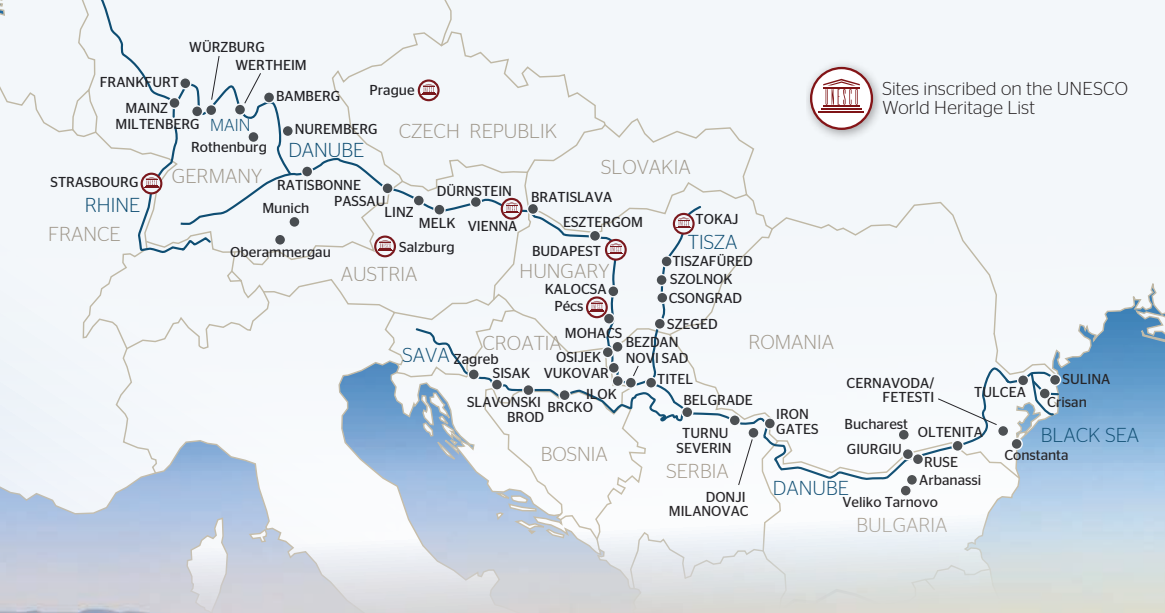 WÜRZBURG
WERTHEIM
FRANKFURT
BAMBERG
Prague
Sites inscribed on the UNESCO
World Heritage List
MAINZ
MILTENBERG
MAIN
NUREMBERG
CZECH REPUBLIK
Rothenburg
DANUBE
SLOVAKIA
GERMANY
STRASBOURG
RATISBONNE
DÜRNSTEIN
BRATISLAVA
RHINE
PASSAU
LINZ
MELK
VIENNA
Munich
ESZTERGOM
TOKAJ
FRANCE
Oberammergau
Salzburg
BUDAPEST
TISZA
AUSTRIA
HUNGARY
TISZAFÜRED
SZOLNOK
KALOCSA
CSONGRAD
Pécs
SZEGED
MOHACS
CROATIA
BEZDAN
ROMANIA
SAVA
Zagreb
OSIJEK
NOVI SAD
SISAK
VUKOVAR
TITEL
SULINA
CERNAVODA/
FETESTI
TULCEA
Crisan
SLAVONSKI
BROD
BRCKO
ILOK
BELGRADE
IRON
GATES
Bucharest
OLTENITA
BLACK SEA
TURNU
SEVERIN
GIURGIU
RUSE
Constanta
BOSNIA
SERBIA
DANUBE
Arbanassi
DONJI
MILANOVAC
Veliko Tarnovo
BULGARIA